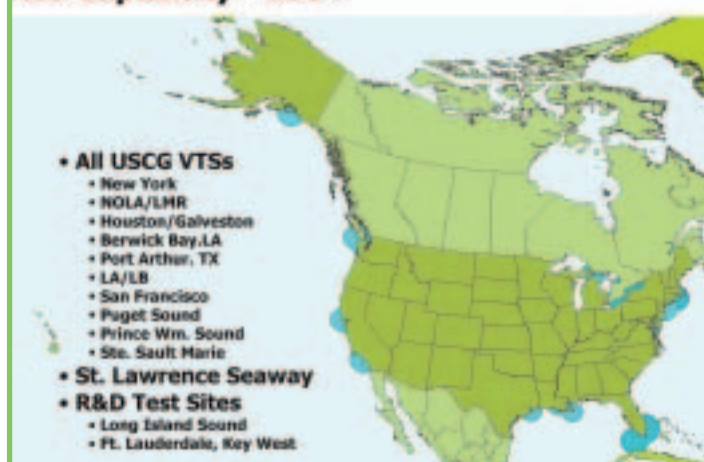 • All USCG VTSs
• New York
• NOLA/LMR
• Houston/Galveston
• Berwick Bay.LA
• Port Arthur, TX
• LA/LB
• San Francisco
• Puget Sound
• Prince Wm. Sound
• Ste. Sault Marie
• St. Lawrence Seaway
• R&D Test Sites
• Long Island Sound
• Ft. Lauderdale, Key West